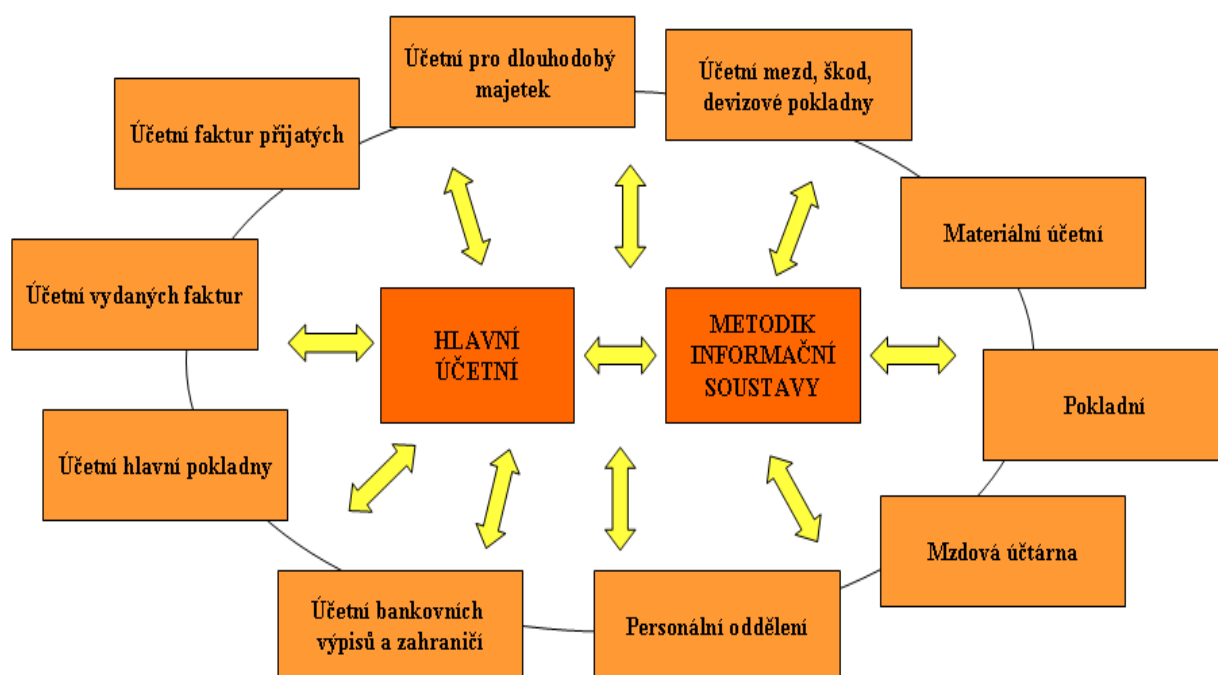 Účetní pro dlouhodobý
majetek
Účetní mezd, škod,
devizové pokladny
Účetní faktur přijatých
Materiální účetní
Účetní vydaných faktur
HLAVNÍ
ÚČETNÍ
METODIK
INFORMAČNÍ
SOUSTAVY
Pokladní
Účetní hlavní pokladny
Mzdová účtárna
Účetní bankovních
výpisů a zahraničí
Personální oddělení